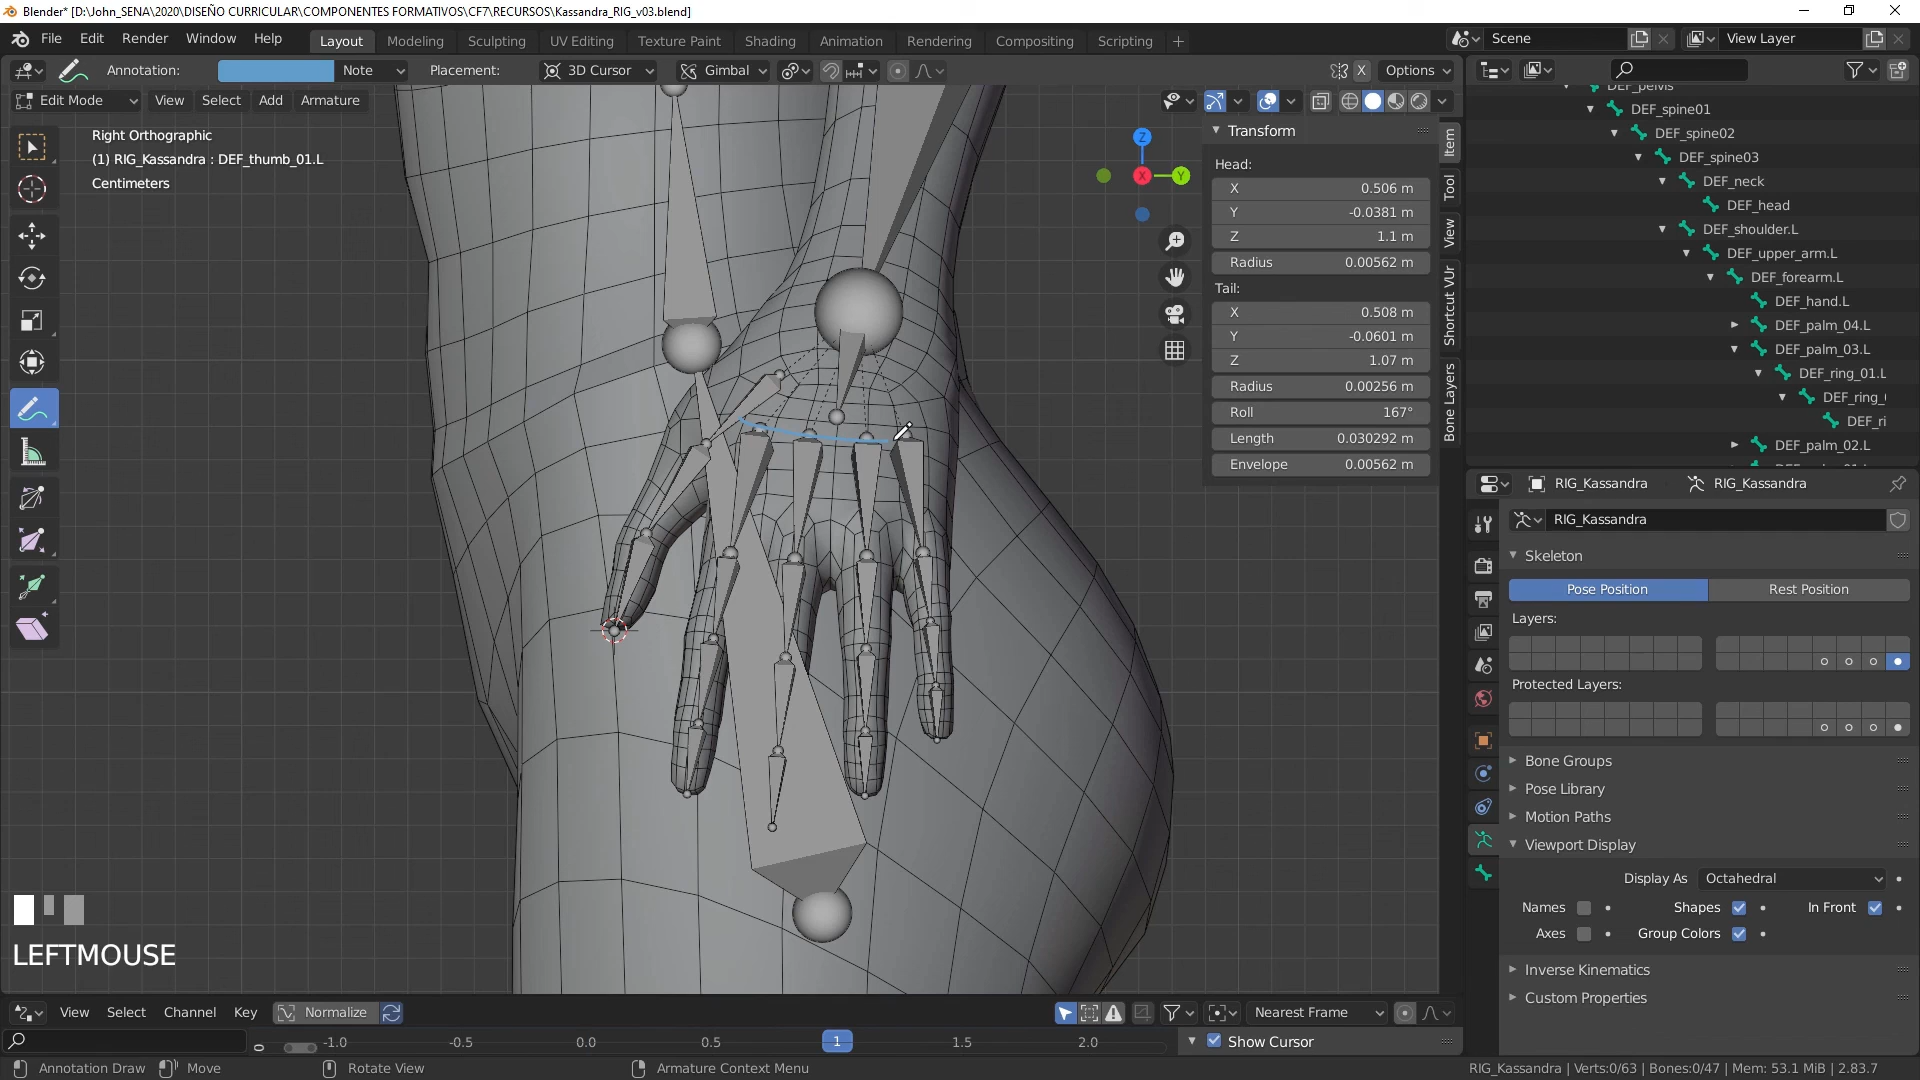 Blender* [D:\John_SENA\2020\DISEÑO CURRICULAR\COMPONENTES FORMATIVOS\CF7\RECURSOS\Kassandra_RIG_v03.blend]
File Edit Render Window Help Layout Modeling Sculpting UV Editing Texture Paint Shading Animation Rendering Compositing Scripting Scene View Layer
Annotation: Note Placement: 3D Cursor Gimbal X Options
Edit Mode View Select Add Armature
Right Orthographic
(1) RIG_Kassandra : DEF_thumb_01.L
Centimeters
Z
X
Y
Transform
Head:
X 0.506 m
Y -0.0381 m
Z 1.1 m
Radius 0.00562 m
Tail:
X 0.508 m
Y -0.0601 m
Z 1.07 m
Radius 0.00256 m
Roll 167°
Length 0.030292 m
Envelope 0.00562 m
Item
Tool
View
Shortcut VUr
Bone Layers
DEF_pelvis
DEF_spine01
DEF_spine02
DEF_spine03
DEF_neck
DEF_head
DEF_shoulder.L
DEF_upper_arm.L
DEF_forearm.L
DEF_hand.L
DEF_palm_04.L
DEF_palm_03.L
DEF_ring_01.L
DEF_ring_
DEF_ri
DEF_palm_02.L
RIG_Kassandra RIG_Kassandra
RIG_Kassandra
Skeleton
Pose Position Rest Position
Layers:
Protected Layers:
Bone Groups
Pose Library
Motion Paths
Viewport Display
Display As Octahedral
Names Shapes In Front
Axes Group Colors
Inverse Kinematics
Custom Properties
LEFTMOUSE
View Select Channel Key Normalize Nearest Frame
-1.0 -0.5 0.0 0.5 1 1.5 2.0 Show Cursor
Annotation Draw Move Rotate View Armature Context Menu RIG_Kassandra | Verts:0/63 | Bones:0/47 | Mem: 53.1 MiB | 2.83.7